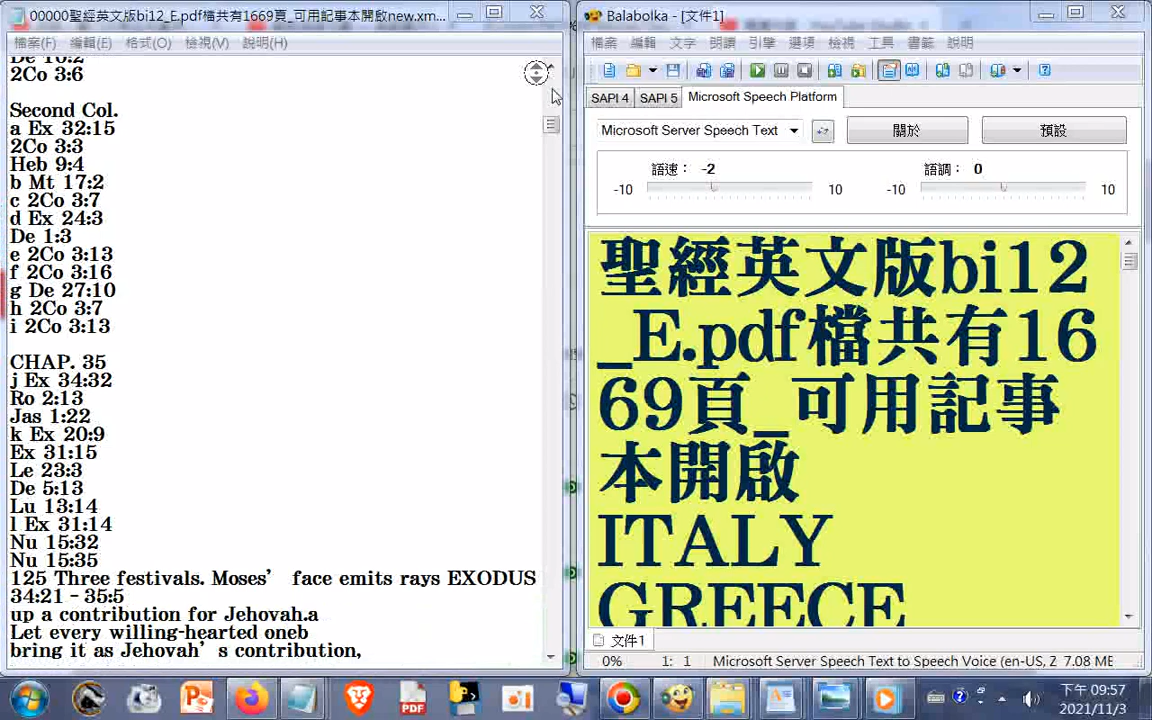 00000聖經英文版bi12_E.pdf檔共有1669頁_可用記事本開啟new.xm...
檔案(F) 編輯(E) 格式(O) 檢視(V) 說明(H)
De 10:2
2Co 3:6
Second Col.
a Ex 32:15
2Co 3:3
Heb 9:4
b Mt 17:2
c 2Co 3:7
d Ex 24:3
De 1:3
e 2Co 3:13
f 2Co 3:16
g De 27:10
h 2Co 3:7
i 2Co 3:13
CHAP. 35
j Ex 34:32
Ro 2:13
Jas 1:22
k Ex 20:9
Ex 31:15
Le 23:3
De 5:13
Lu 13:14
l Ex 31:14
Nu 15:32
Nu 15:35
125 Three festivals. Moses’ face emits rays EXODUS
34:21–35:5
up a contribution for Jehovah.a
Let every willing-hearted oneb
bring it as Jehovah’s contribution,
Balabolka - [文件1]
檔案 編輯 文字 朗讀 引擎 選項 檢視 工具 書籤 說明
SAPI 4 SAPI 5 Microsoft Speech Platform
Microsoft Server Speech Text 關於 預設
語速： -2 語調： 0
-10 10 -10 10
聖經英文版bi12
_E.pdf檔共有16
69頁_可用記事
本開啟
ITALY
GREECE
文件1
0% 1: 1 Microsoft Server Speech Text to Speech Voice (en-US, Z 7.08 ME
PDF
下午 09:57
2021/11/3